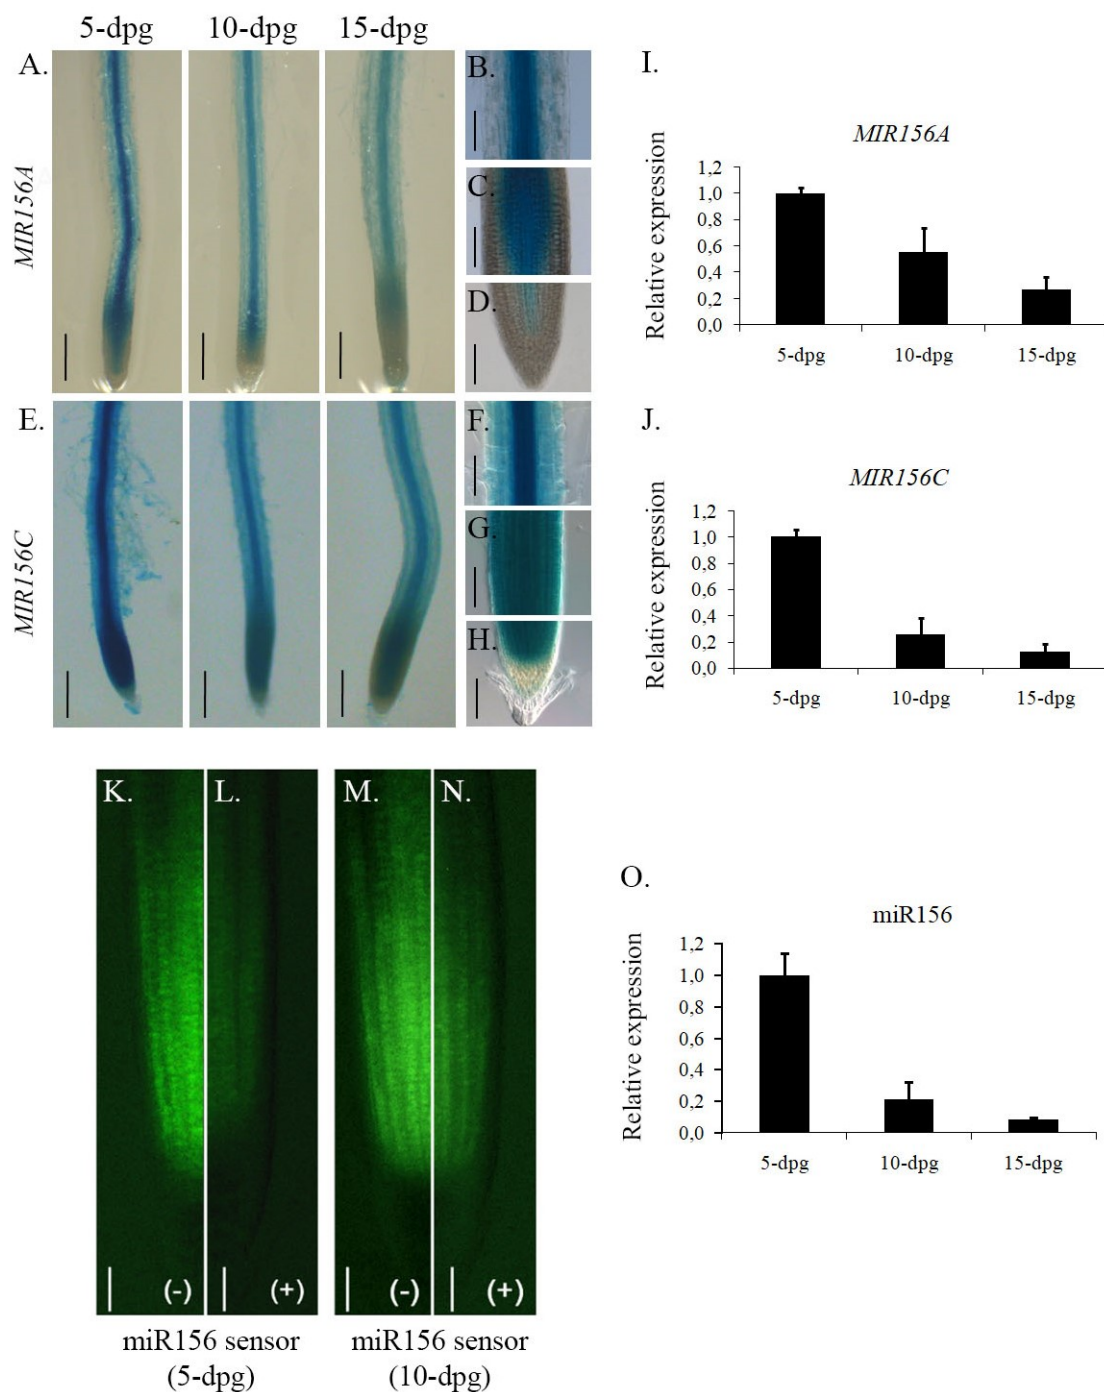 5-dpg 10-dpg 15-dpg
A.
MIR156A
B.
C.
D.
E.
MIR156C
F.
G.
H.
I.
MIR156A
Relative expression
1,2
1,0
0,8
0,6
0,4
0,2
0,0
5-dpg 10-dpg 15-dpg
J.
MIR156C
Relative expression
1,2
1,0
0,8
0,6
0,4
0,2
0,0
5-dpg 10-dpg 15-dpg
K. L. M. N.
(-) (+) (-) (+)
miR156 sensor
(5-dpg)
miR156 sensor
(10-dpg)
O.
miR156
Relative expression
1,2
1,0
0,8
0,6
0,4
0,2
0,0
5-dpg 10-dpg 15-dpg